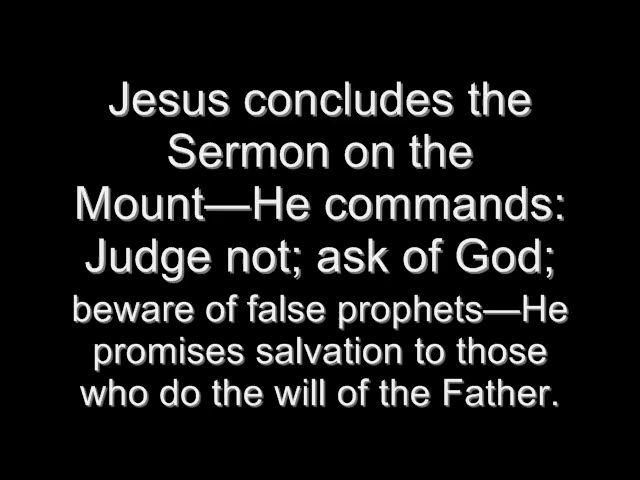 Jesus concludes the
Sermon on the
Mount—He commands:
Judge not; ask of God;
beware of false prophets—He
promises salvation to those
who do the will of the Father.